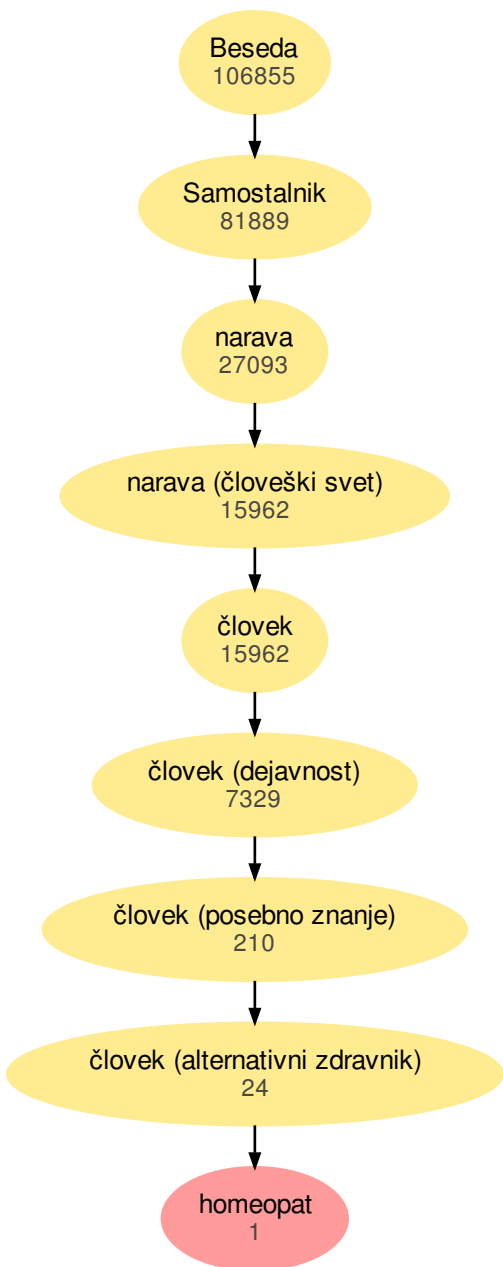 Beseda
106855
Samostalnik
81889
narava
27093
narava (človeški svet)
15962
človek
15962
človek (dejavnost)
7329
človek (posebno znanje)
210
človek (alternativni zdravnik)
24
homeopat
1